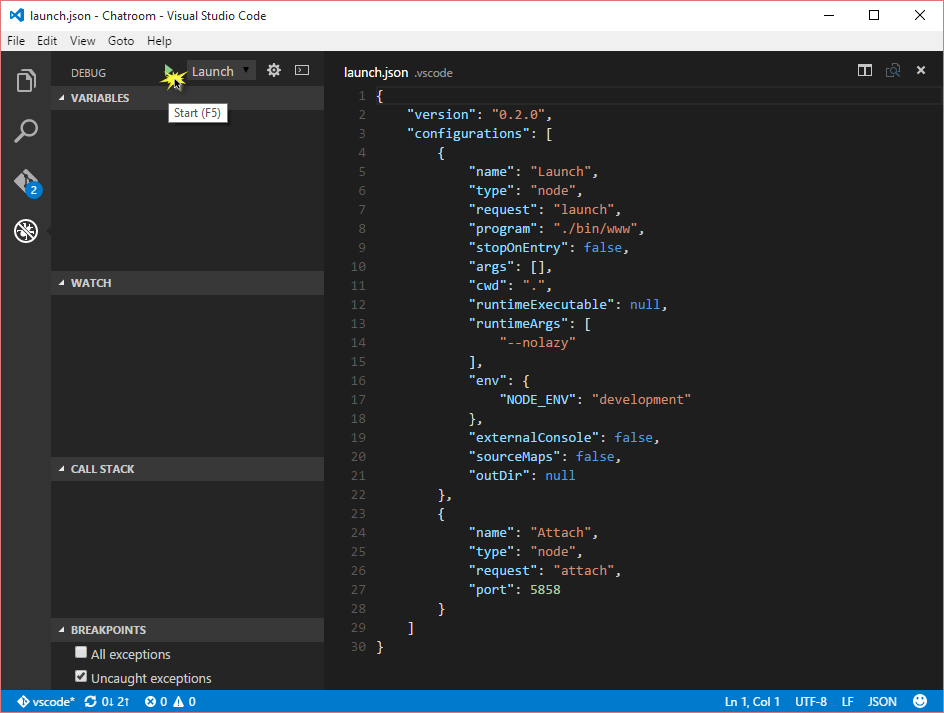 launch.json - Chatroom - Visual Studio Code
File Edit View Goto Help
DEBUG
Launch
Start (F5)
VARIABLES
WATCH
CALL STACK
BREAKPOINTS
All exceptions
Uncaught exceptions
2
launch.json .vscode
1 {
2 "version": "0.2.0",
3 "configurations": [
4 {
5 "name": "Launch",
6 "type": "node",
7 "request": "launch",
8 "program": "./bin/www",
9 "stopOnEntry": false,
10 "args": [],
11 "cwd": ".",
12 "runtimeExecutable": null,
13 "runtimeArgs": [
14 "--nolazy"
15 ],
16 "env": {
17 "NODE_ENV": "development"
18 },
19 "externalConsole": false,
20 "sourceMaps": false,
21 "outDir": null
22 },
23 {
24 "name": "Attach",
25 "type": "node",
26 "request": "attach",
27 "port": 5858
28 }
29 ]
30 }
vscode* 0↓ 2↑ 0 0 Ln 1, Col 1 UTF-8 LF JSON